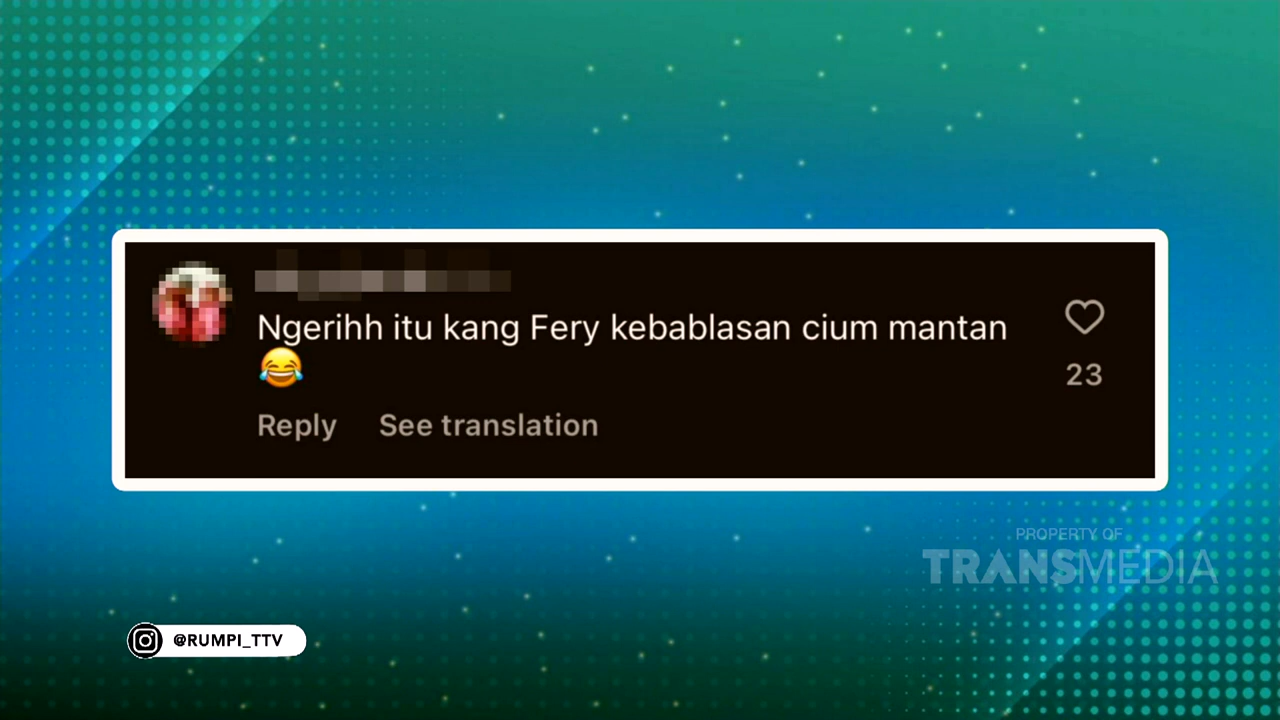 Ngerihh itu kang Fery kebablasan cium mantan
😂
23
Reply See translation
PROPERTY OF
TRANSMEDIA
@RUMPI_TTV